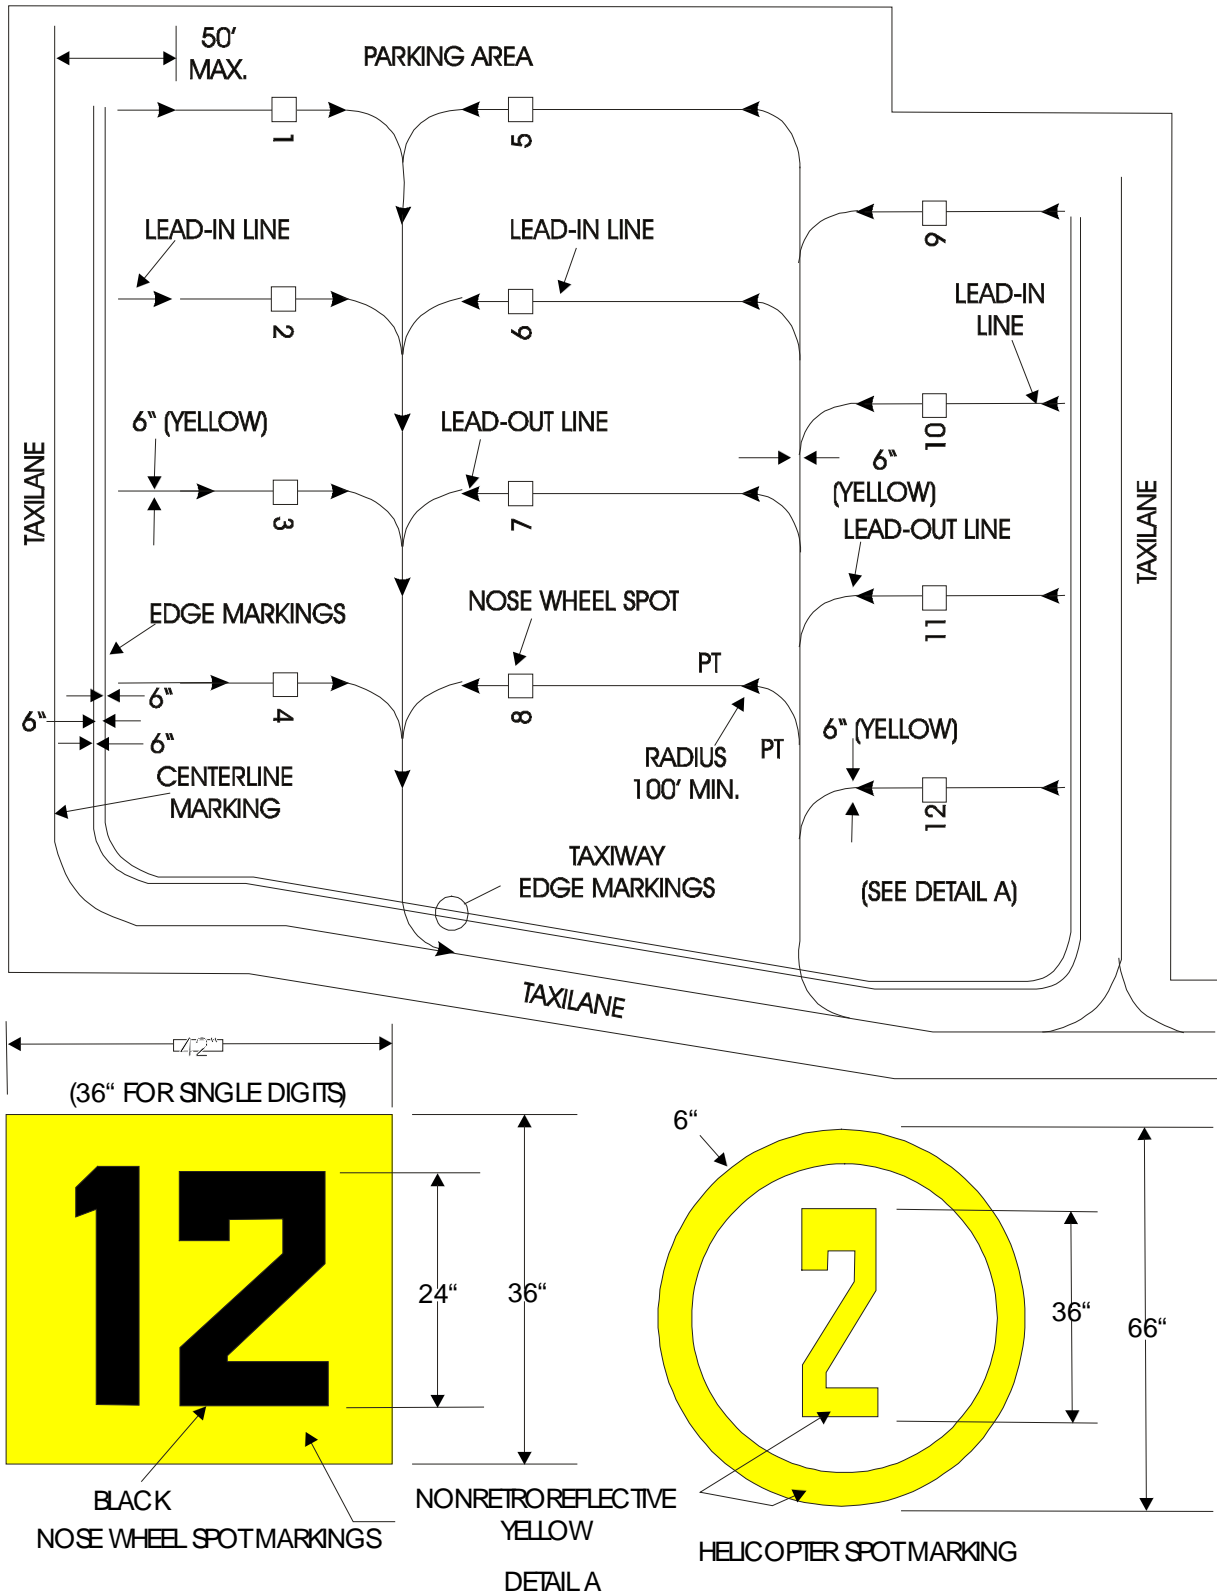 50'
MAX.
PARKING AREA
1
5
LEAD-IN LINE
LEAD-IN LINE
9
2
6
LEAD-IN
LINE
6" (YELLOW)
LEAD-OUT LINE
10
6"
(YELLOW)
TAXILANE
3
7
TAXILANE
LEAD-OUT LINE
EDGE MARKINGS
NOSE WHEEL SPOT
11
PT
6"
4
8
6"
6"
PT
6" (YELLOW)
RADIUS
100' MIN.
CENTERLINE
MARKING
12
TAXIWAY
EDGE MARKINGS
(SEE DETAIL A)
TAXILANE
42"
(36“ FOR SINGLE DIGITS)
6“
12
24“
36“
2
36“
66“
BLACK
NOSE WHEEL SPOT MARKINGS
NONRETROREFLECTIVE
YELLOW
HELICOPTER SPOT MARKING
DETAIL A